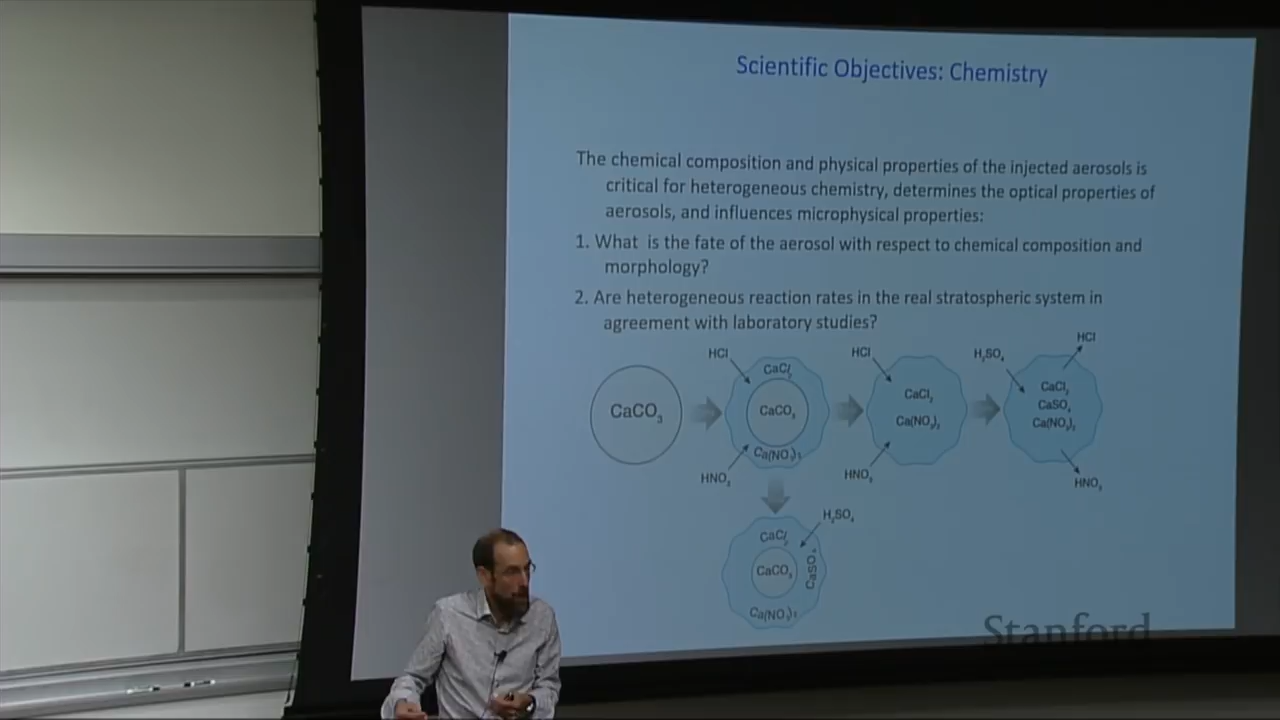 Scientific Objectives: Chemistry
The chemical composition and physical properties of the injected aerosols is
critical for heterogeneous chemistry, determines the optical properties of
aerosols, and influences microphysical properties:
1. What is the fate of the aerosol with respect to chemical composition and
morphology?
2. Are heterogeneous reaction rates in the real stratospheric system in
agreement with laboratory studies?
CaCO₃
HCl
CaCl₂
CaCO₃
Ca(NO₃)₂
HNO₃
HCl
CaCl₂
Ca(NO₃)₂
HNO₃
H₂SO₄
HCl
CaCl₂
CaSO₄
Ca(NO₃)₂
HNO₃
H₂SO₄
CaCl₂
CaCO₃
CaSO₄
Ca(NO₃)₂
Stanford